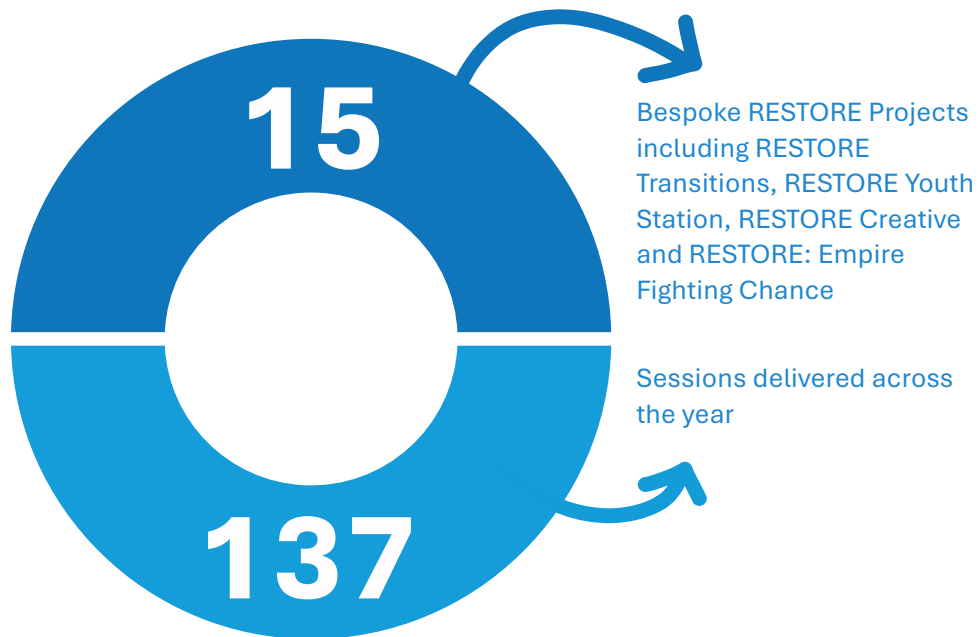 15
Bespoke RESTORE Projects
including RESTORE
Transitions, RESTORE Youth
Station, RESTORE Creative
and RESTORE: Empire
Fighting Chance
Sessions delivered across
the year
137